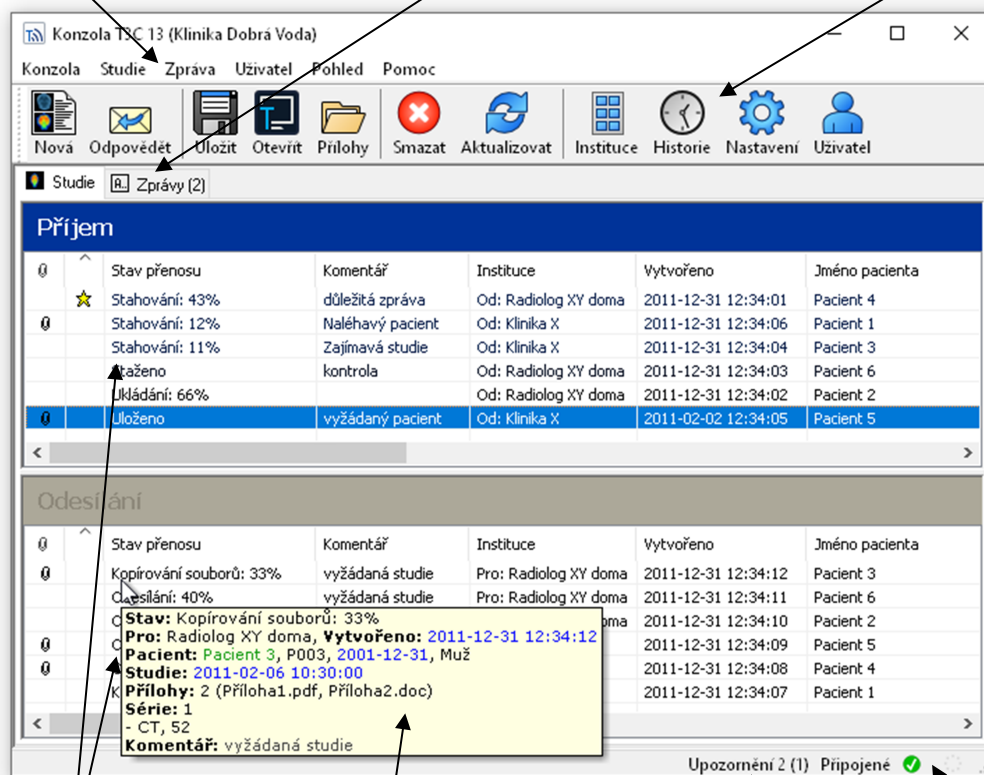 Konzola T3C 13 (Klinika Dobrá Voda)
Konzola Studie Zpráva Uživatel Pohled Pomoc
Nová Odpovědět Uložit Otevřít Přílohy Smazat Aktualizovat Instituce Historie Nastavení Uživatel
Studie Zprávy (2)
Příjem
Stav přenosu Komentář Instituce Vytvořeno Jméno pacienta
Stahování: 43% důležitá zpráva Od: Radiolog XY doma 2011-12-31 12:34:01 Pacient 4
Stahování: 12% Naléhavý pacient Od: Klinika X 2011-12-31 12:34:06 Pacient 1
Stahování: 11% Zajímavá studie Od: Klinika X 2011-12-31 12:34:04 Pacient 3
Staženo kontrola Od: Radiolog XY doma 2011-12-31 12:34:03 Pacient 6
Ukládání: 66% Od: Radiolog XY doma 2011-12-31 12:34:02 Pacient 2
Uloženo vyžádaný pacient Od: Klinika X 2011-02-02 12:34:05 Pacient 5
Odesílání
Stav přenosu Komentář Instituce Vytvořeno Jméno pacienta
Kopírování souborů: 33% vyžádaná studie Pro: Radiolog XY doma 2011-12-31 12:34:12 Pacient 3
Odesílání: 40% vyžádaná studie Pro: Radiolog XY doma 2011-12-31 12:34:11 Pacient 6
2011-12-31 12:34:10 Pacient 2
2011-12-31 12:34:09 Pacient 5
2011-12-31 12:34:08 Pacient 4
2011-12-31 12:34:07 Pacient 1
Stav: Kopírování souborů: 33%
Pro: Radiolog XY doma, Vytvořeno: 2011-12-31 12:34:12
Pacient: Pacient 3, P003, 2001-12-31, Muž
Studie: 2011-02-06 10:30:00
Přílohy: 2 (Příloha1.pdf, Příloha2.doc)
Série: 1
- CT, 52
Komentář: vyžádaná studie
Upozornění 2 (1) Připojené